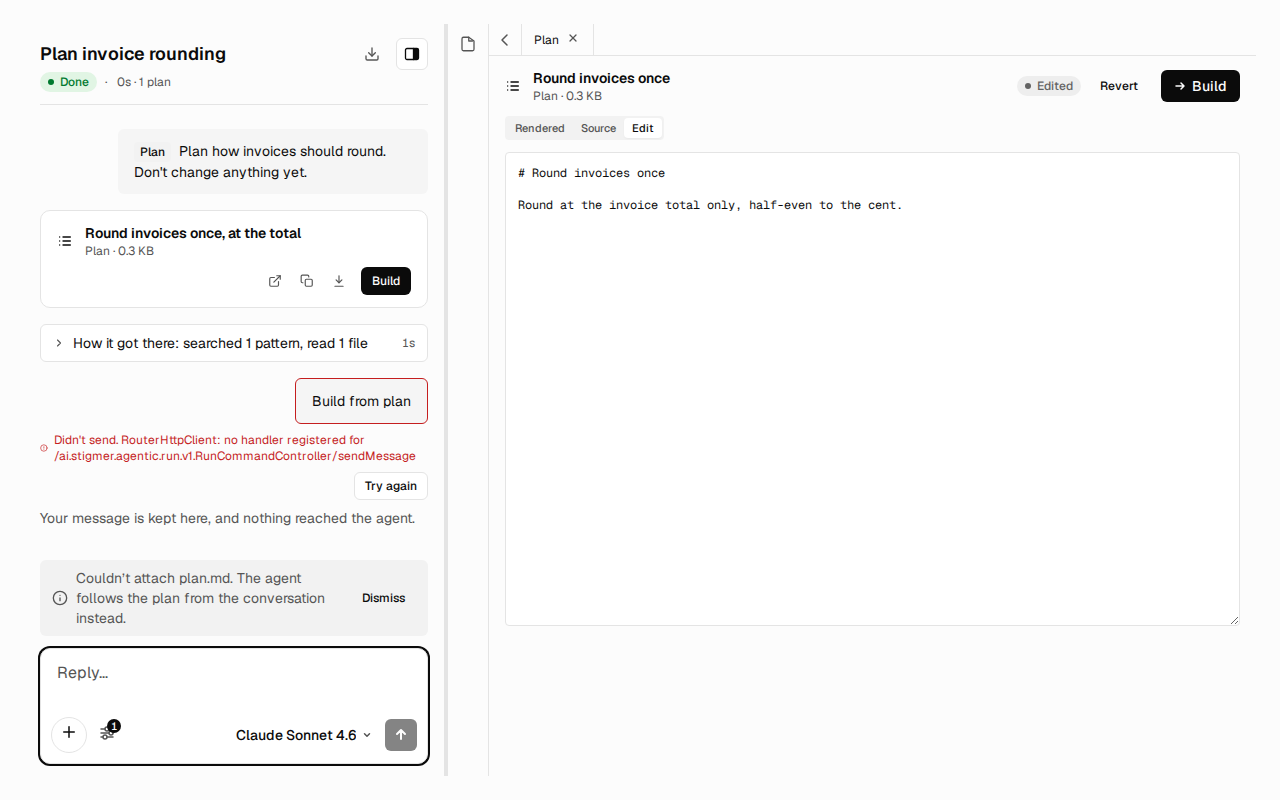 Plan invoice rounding
Done · 0s · 1 plan
Plan Plan how invoices should round.
Don't change anything yet.
Round invoices once, at the total
Plan · 0.3 KB
Build
How it got there: searched 1 pattern, read 1 file 1s
Build from plan
Didn't send. RouterHttpClient: no handler registered for
/ai.stigmer.agentic.run.v1.RunCommandController/sendMessage
Try again
Your message is kept here, and nothing reached the agent.
Couldn't attach plan.md. The agent
follows the plan from the conversation
instead.
Dismiss
Reply...
1
Claude Sonnet 4.6
Plan
Round invoices once
Plan · 0.3 KB
Edited Revert Build
Rendered Source Edit
# Round invoices once
Round at the invoice total only, half-even to the cent.